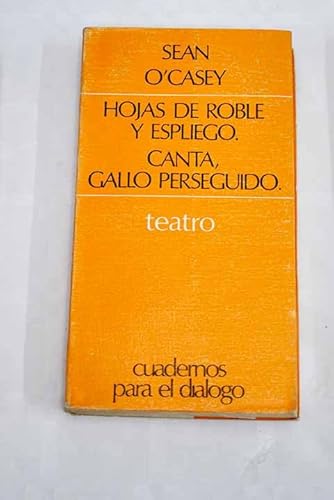 SEAN
O'CASEY
HOJAS DE ROBLE
Y ESPLIEGO.
CANTA,
GALLO PERSEGUIDO.
teatro
cuadernos
para el dialogo